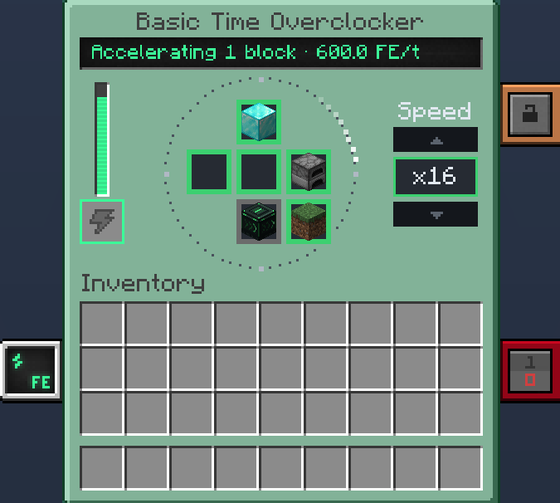 Basic Time Overclocker
Accelerating 1 block · 600.0 FE/t
Speed
x16
Inventory
FE
1
0